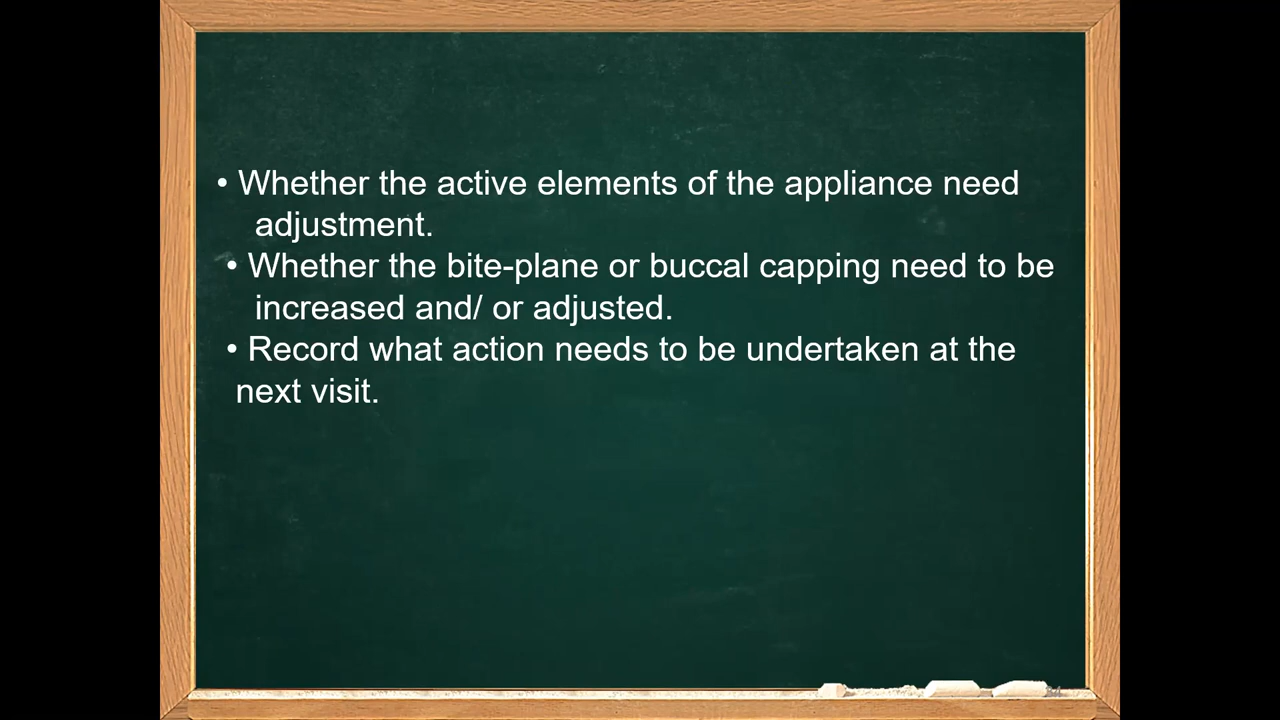 • Whether the active elements of the appliance need
adjustment.
• Whether the bite-plane or buccal capping need to be
increased and/ or adjusted.
• Record what action needs to be undertaken at the
next visit.